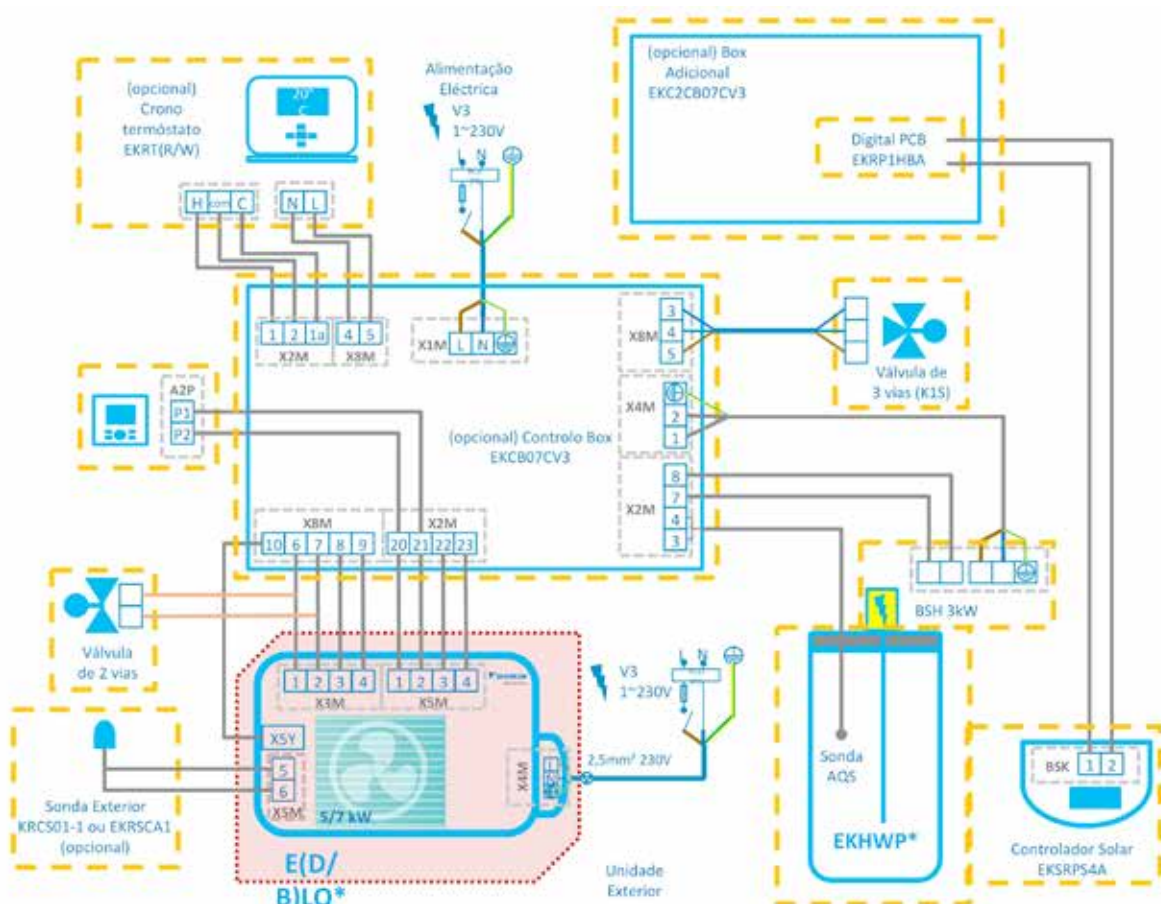 (opcional)
Crono
termóstato
EKRT(R/W)
20°
C
H com C
N L
Alimentação
Eléctrica
V3
1~230V
L N
(opcional) Box
Adicional
EKC2CB07CV3
Digital PCB
EKRP1HBA
1 2 1a
X2M
4 5
X8M
X1M L N
X8M
3
4
5
Válvula de
3 vias (K1S)
A2P
P1
P2
X4M
2
1
(opcional) Controlo Box
EKCB07CV3
X2M
8
7
4
3
X8M
10 6 7 8 9
X2M
20 21 22 23
BSH 3kW
Válvula
de 2 vias
1 2 3 4
X3M
1 2 3 4
X5M
X5Y
5
6
X5M
5/7 kW
X4M
V3
1~230V
L N
2,5mm² 230V
Sonda Exterior
KRCS01-1 ou EKRSCA1
(opcional)
E(D/
B)LQ*
Unidade
Exterior
Sonda
AQS
EKHWP*
BSK 1 2
Controlador Solar
EKSRPS4A